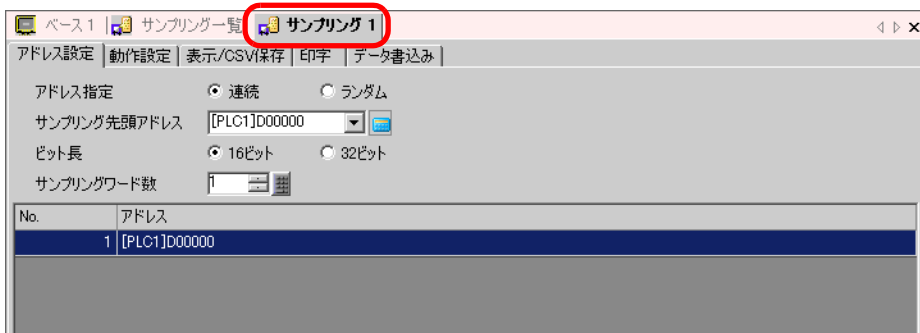 ベース 1 サンプリング一覧 サンプリング 1
アドレス設定 動作設定 表示/CSV保存 印字 データ書込み
アドレス指定 連続 ランダム
サンプリング先頭アドレス [PLC1]D00000
ビット長 16ビット 32ビット
サンプリングワード数 1
No. アドレス
1 [PLC1]D00000